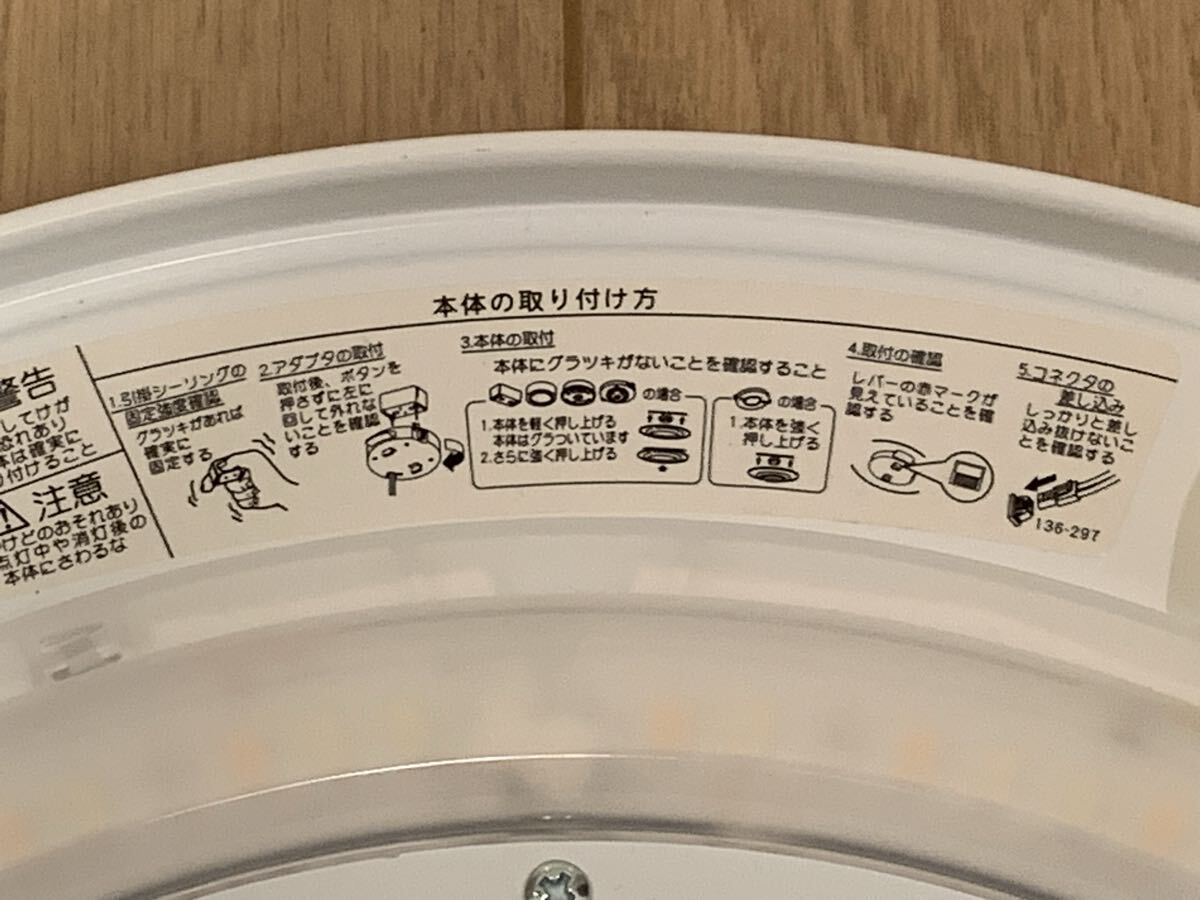 本体の取り付け方
警告
してけが
恐れあり
体は確実に
り付けること
注意
けどのおそれあり
点灯中や消灯後の
本体にさわるな
1.引掛シーリングの
固定強度確認
グラツキがあれば
確実に
固定する
2.アダプタの取付
取付後、ボタンを
押さずに左に
回して外れな
いことを確認
する
3.本体の取付
本体にグラツキがないことを確認すること
の場合
1.本体を軽く押し上げる
本体はグラついています
2.さらに強く押し上げる
の場合
1.本体を強く
押し上げる
4.取付の確認
レバーの赤マークが
見えていることを確
認する
5.コネクタの
差し込み
しっかりと差し
込み抜けないこ
とを確認する
136-297